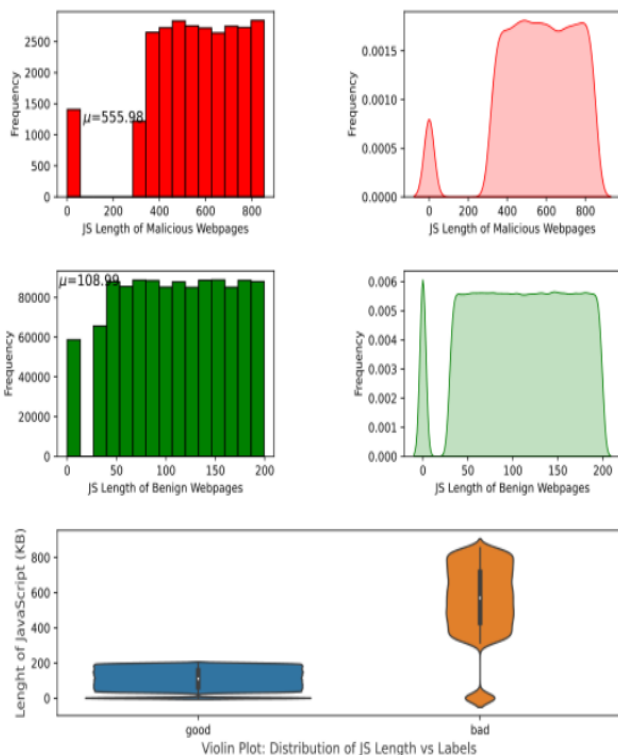 2500
2000
1500
1000
500
0
Frequency
μ=555.98
0 200 400 600 800
JS Length of Malicious Webpages
0.0015
0.0010
0.0005
0.0000
Frequency
0 200 400 600 800
JS Length of Malicious Webpages
80000
60000
40000
20000
0
Frequency
μ=108.99
0 50 100 150 200
JS Length of Benign Webpages
0.006
0.005
0.004
0.003
0.002
0.001
0.000
Frequency
0 50 100 150 200
JS Length of Benign Webpages
800
600
400
200
0
Lenght of JavaScript (KB)
good bad
Violin Plot: Distribution of JS Length vs Labels